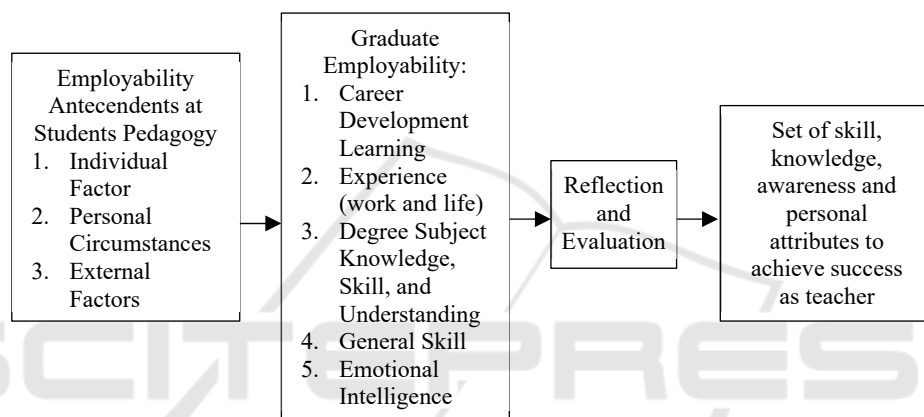 Employability
Antecendents at
Students Pedagogy
1. Individual
Factor
2. Personal
Circumstances
3. External
Factors
Graduate
Employability:
1. Career
Development
Learning
2. Experience
(work and life)
3. Degree Subject
Knowledge,
Skill, and
Understanding
4. General Skill
5. Emotional
Intelligence
Reflection
and
Evaluation
Set of skill,
knowledge,
awareness and
personal
attributes to
achieve success
as teacher
SCITEPRESS